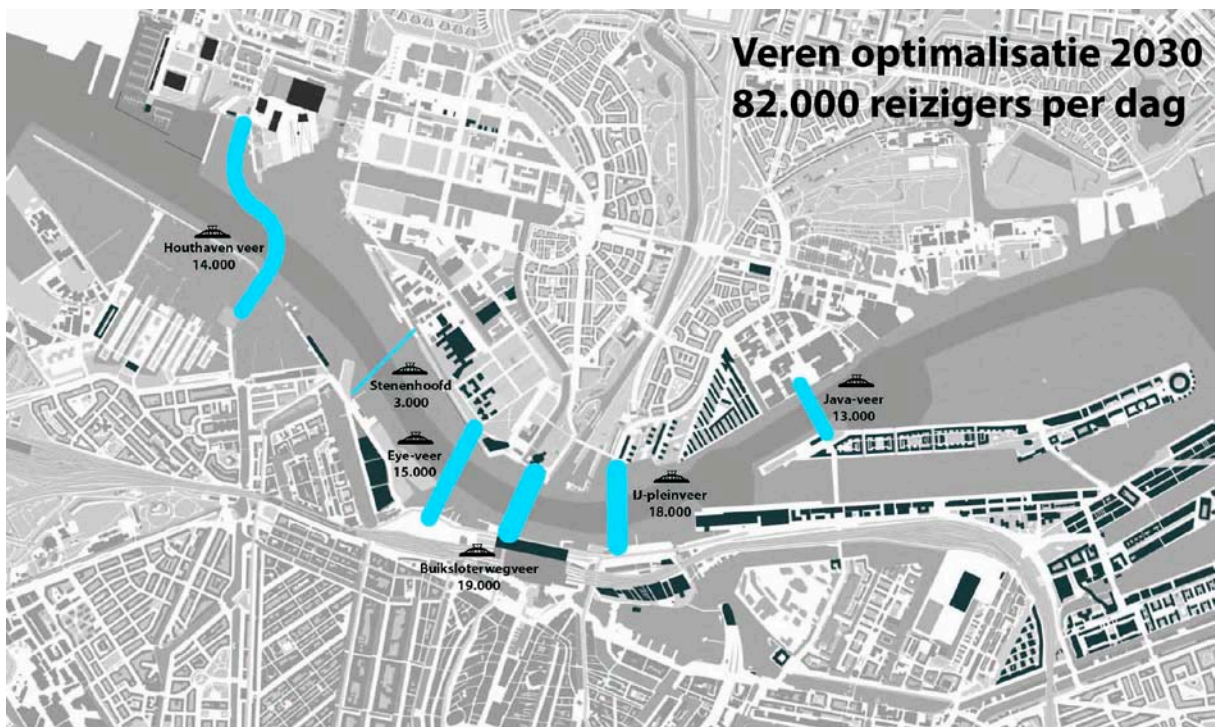 Veren optimalisatie 2030
82.000 reizigers per dag
Houthaven veer
14.000
Stenenhoofd
3.000
Java-veer
13.000
Eye-veer
15.000
IJ-pleinveer
18.000
Buiksloterwegveer
19.000